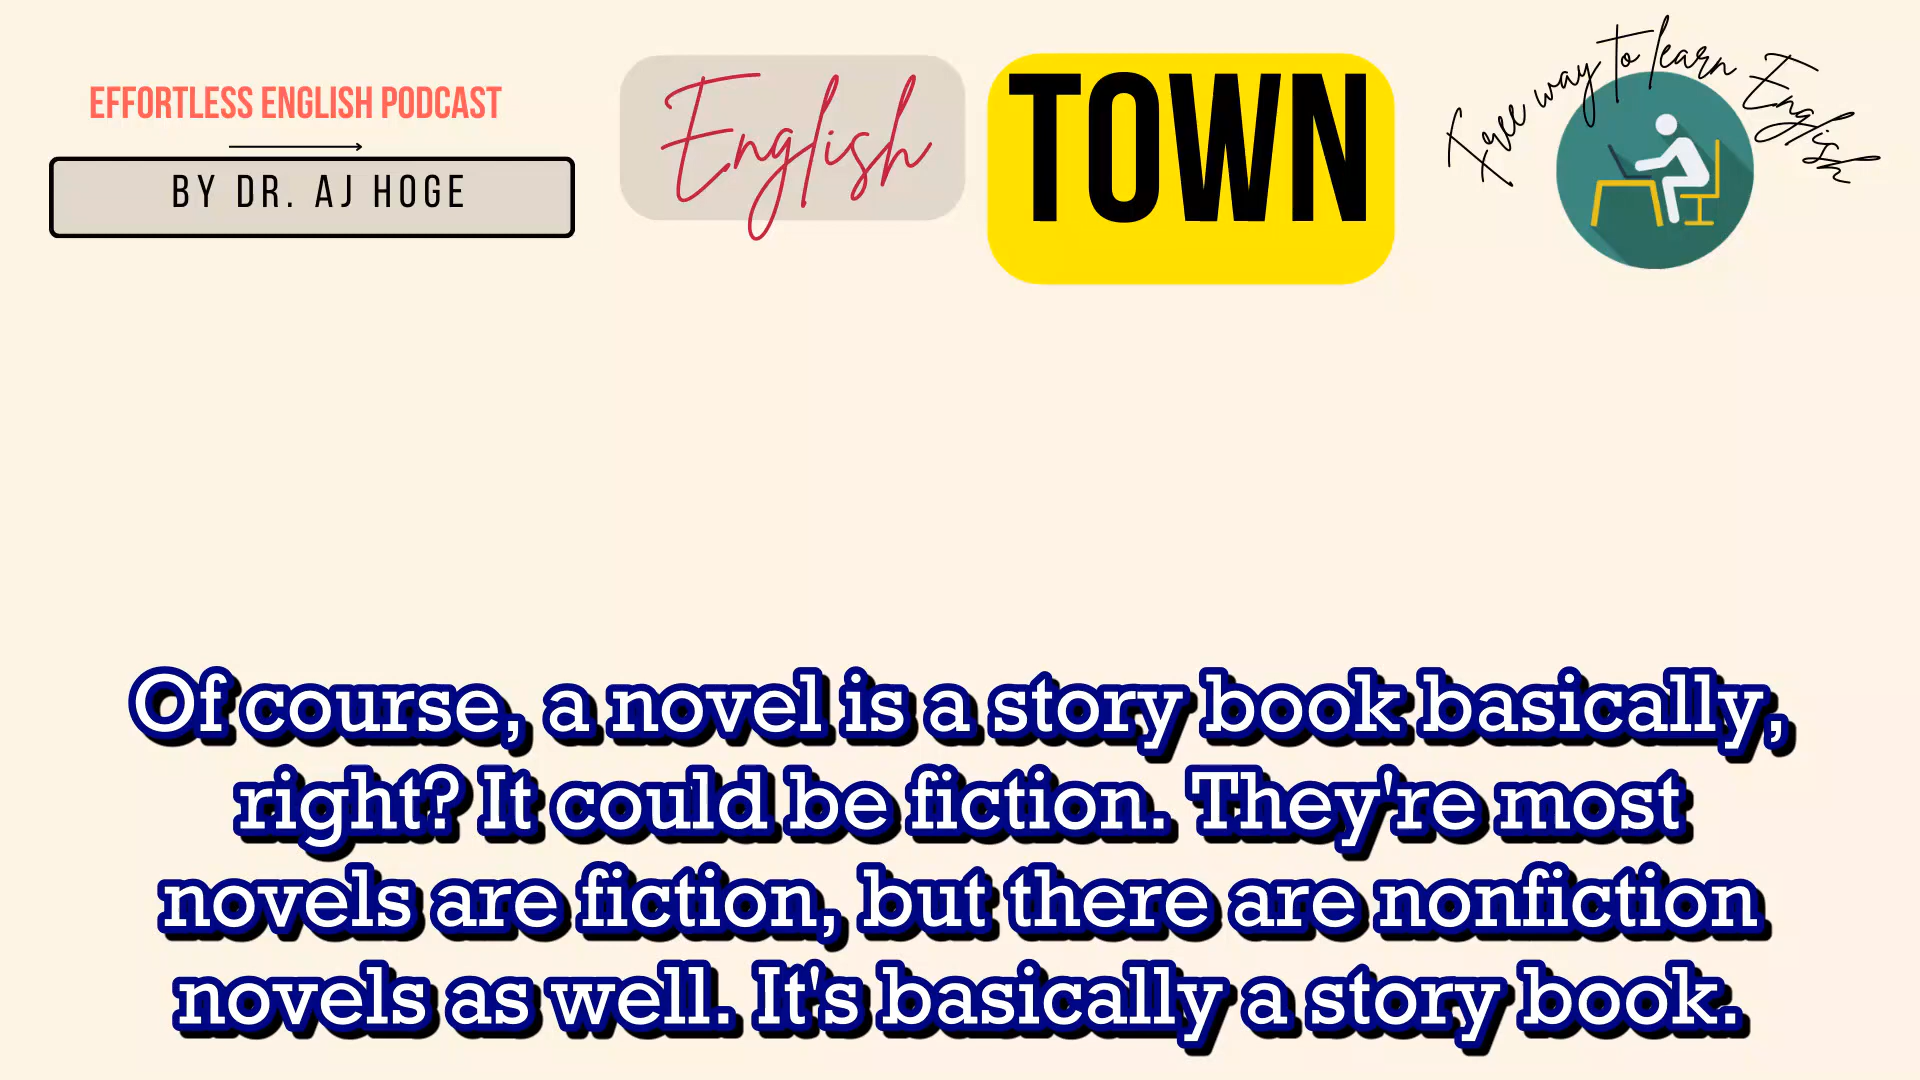 EFFORTLESS ENGLISH PODCAST
BY DR. AJ HOGE
English
TOWN
Free way to learn English
Of course, a novel is a story book basically,
right? It could be fiction. They're most
novels are fiction, but there are nonfiction
novels as well. It's basically a story book.